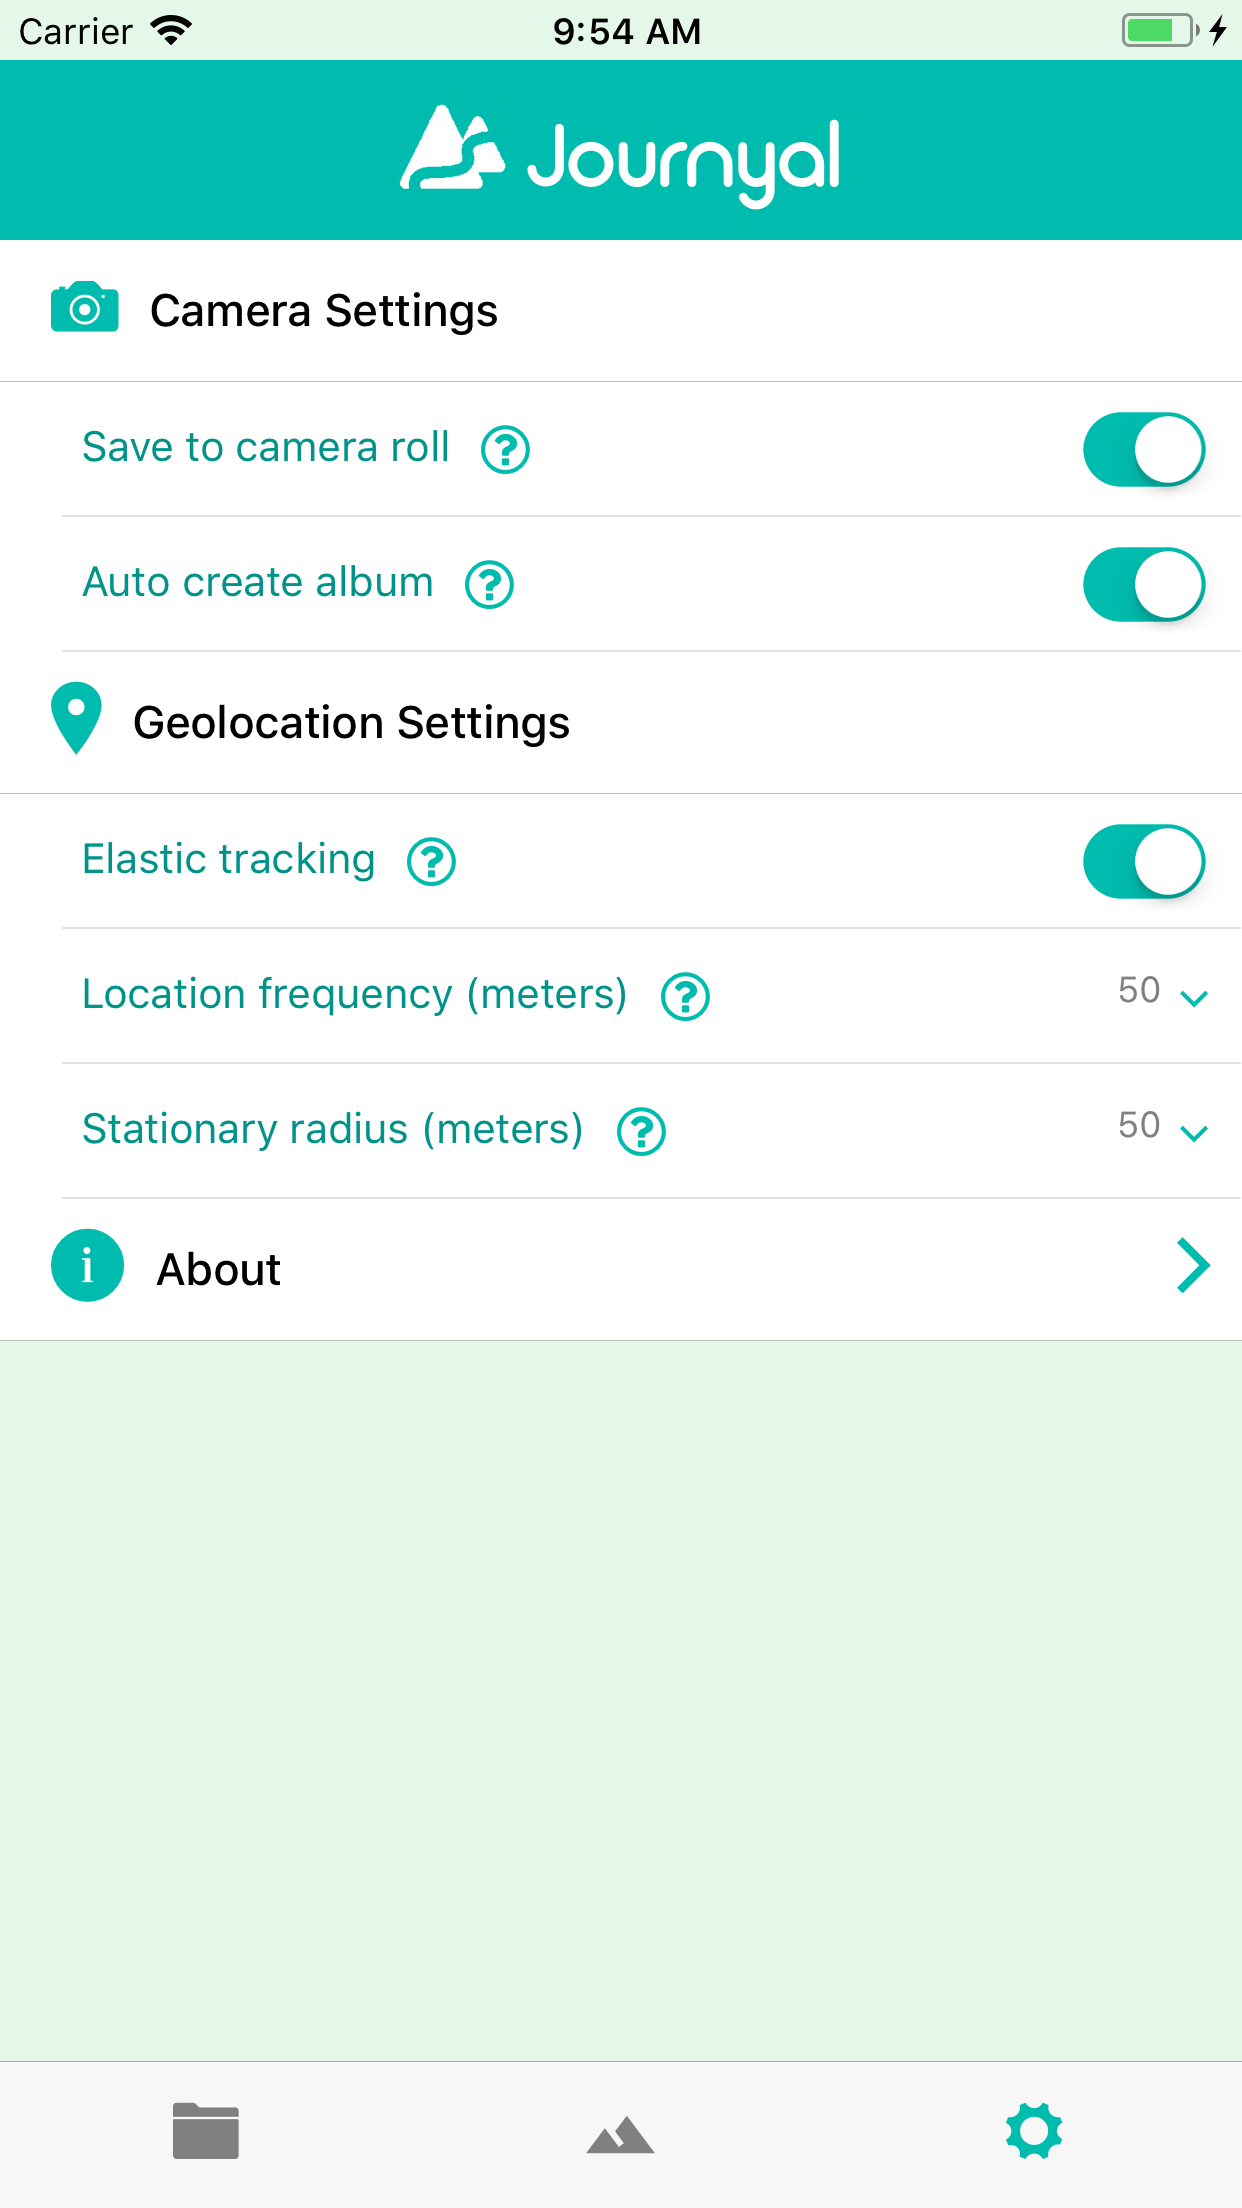 Carrier 9:54 AM
Journyal
Camera Settings
Save to camera roll ?
Auto create album ?
Geolocation Settings
Elastic tracking ?
Location frequency (meters) ? 50
Stationary radius (meters) ? 50
i About